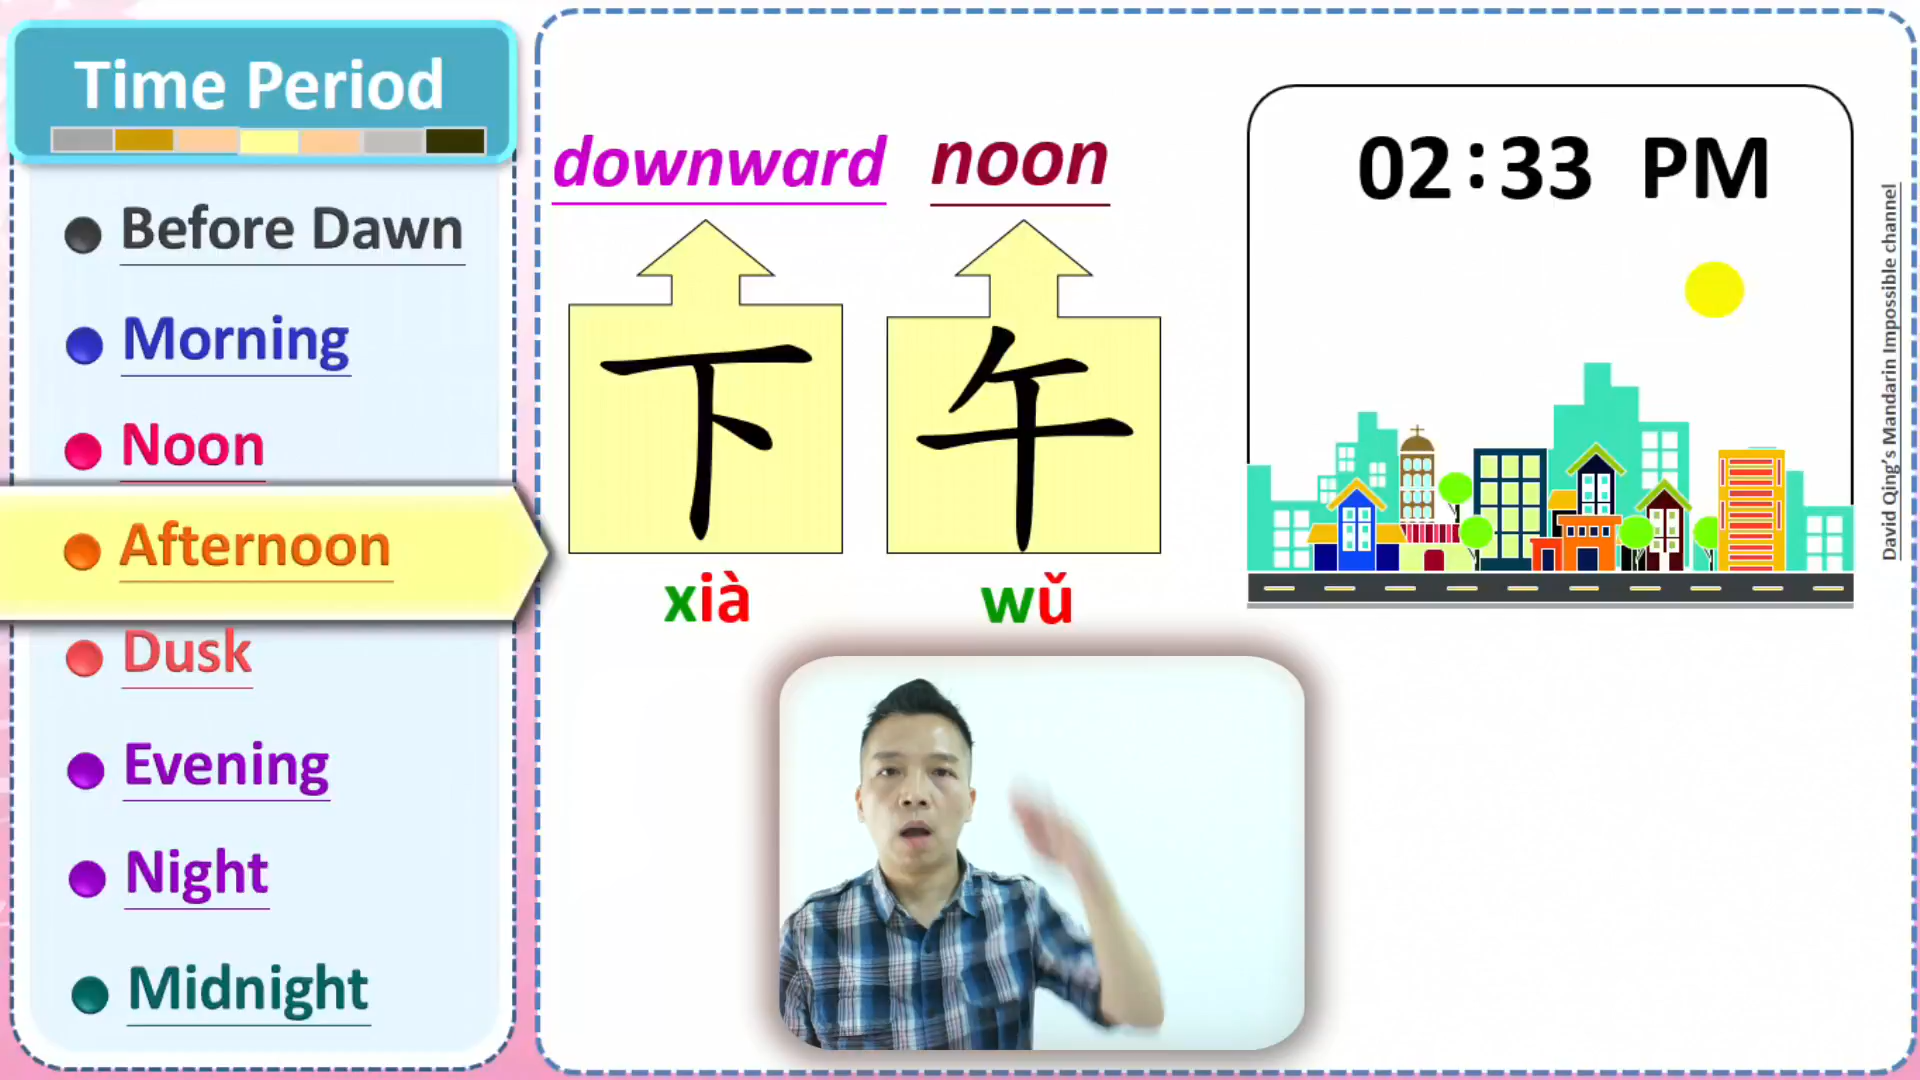 Time Period
Before Dawn
Morning
Noon
Afternoon
Dusk
Evening
Night
Midnight
downward noon
下 午
xià wǔ
02:33 PM
David Qing's Mandarin Impossible channel